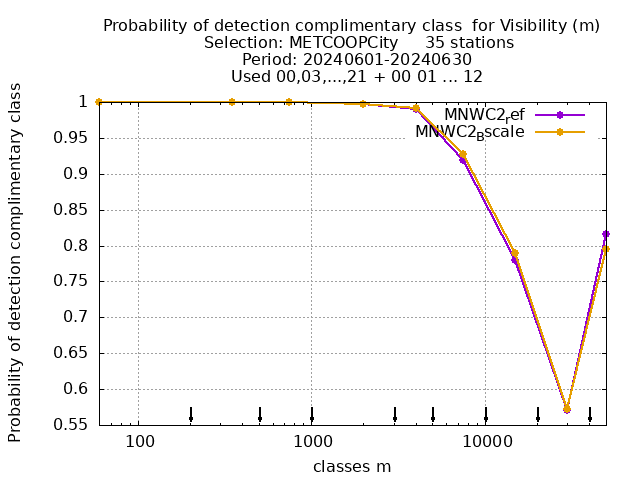 Probability of detection complimentary class  for Visibility (m)
Selection: METCOOPCity     35 stations
Period: 20240601-20240630
Used 00,03,...,21 + 00 01 ... 12
MNWC2ref
MNWC2Bscale
Probability of detection complimentary class
1
0.95
0.9
0.85
0.8
0.75
0.7
0.65
0.6
0.55
100
1000
10000
classes m